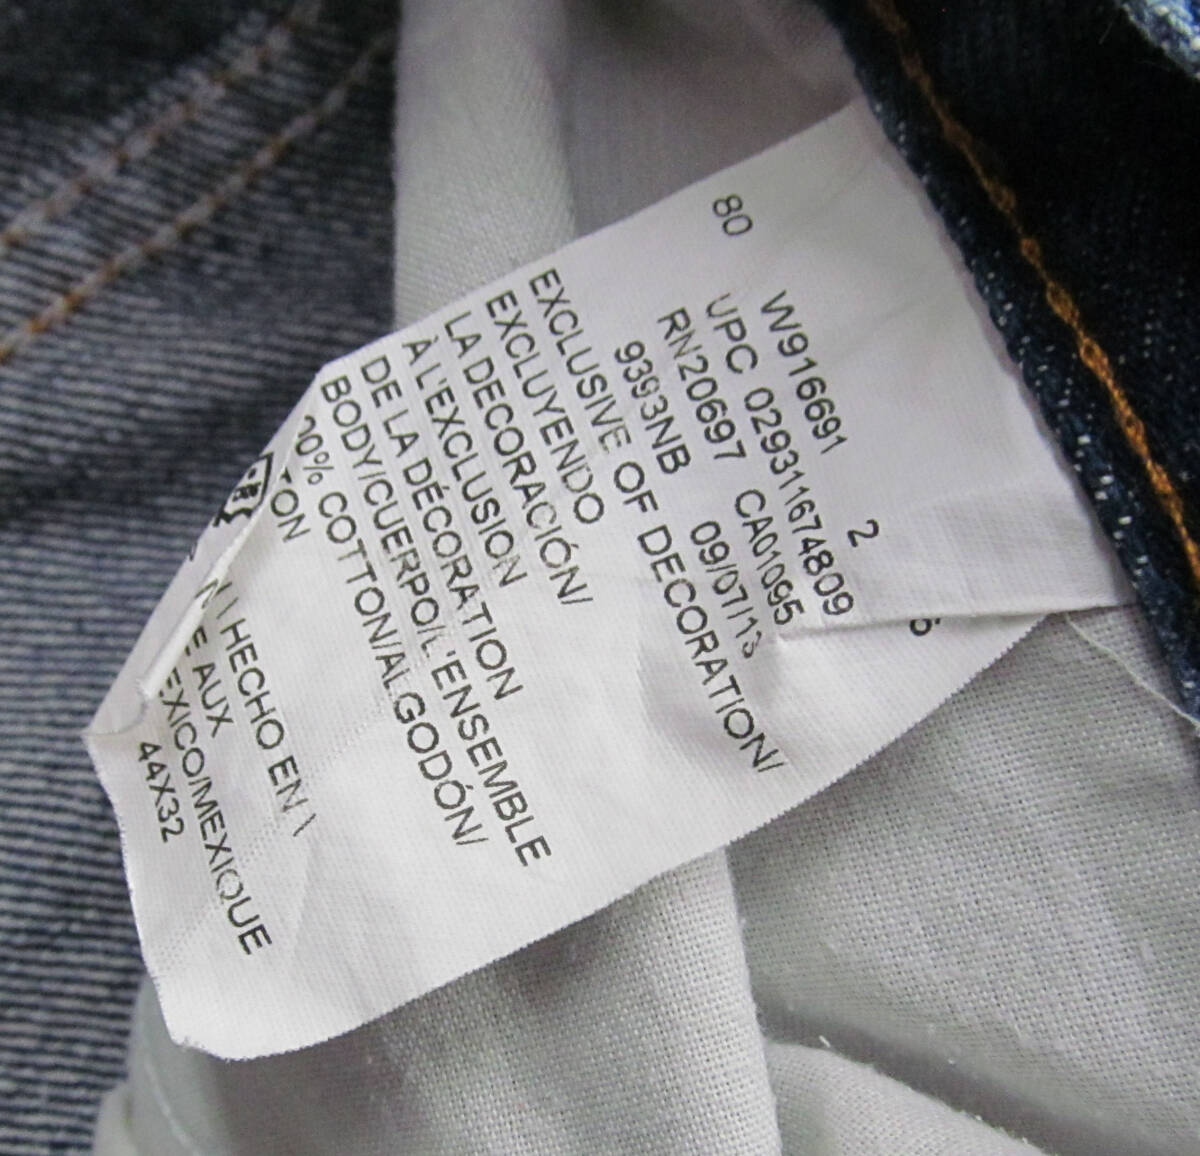 80
W916691 2
UPC 029311674809
RN20697 CA01095
9393NB 09/07/13
EXCLUSIVE OF DECORATION/
EXCLUYENDO
LA DECORACIÓN/
À L'EXCLUSION
DE LA DÉCORATION
BODY/CUERPO/L'ENSEMBLE
00% COTTON/ALGODÓN/
TON
HECHO EN
E AUX
EXICO/MEXIQUE
44X32